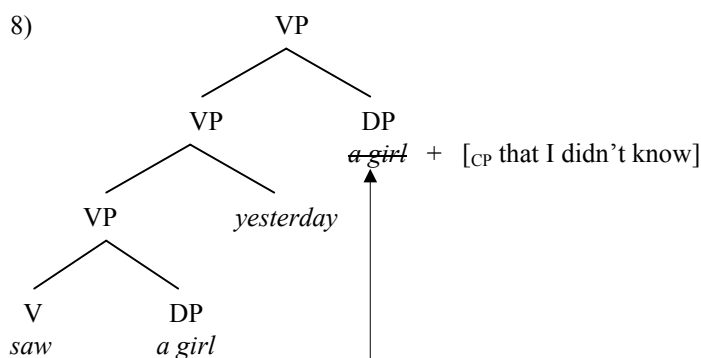 8) VP
VP DP
a girl + [CP that I didn’t know]
VP yesterday
V DP
saw a girl